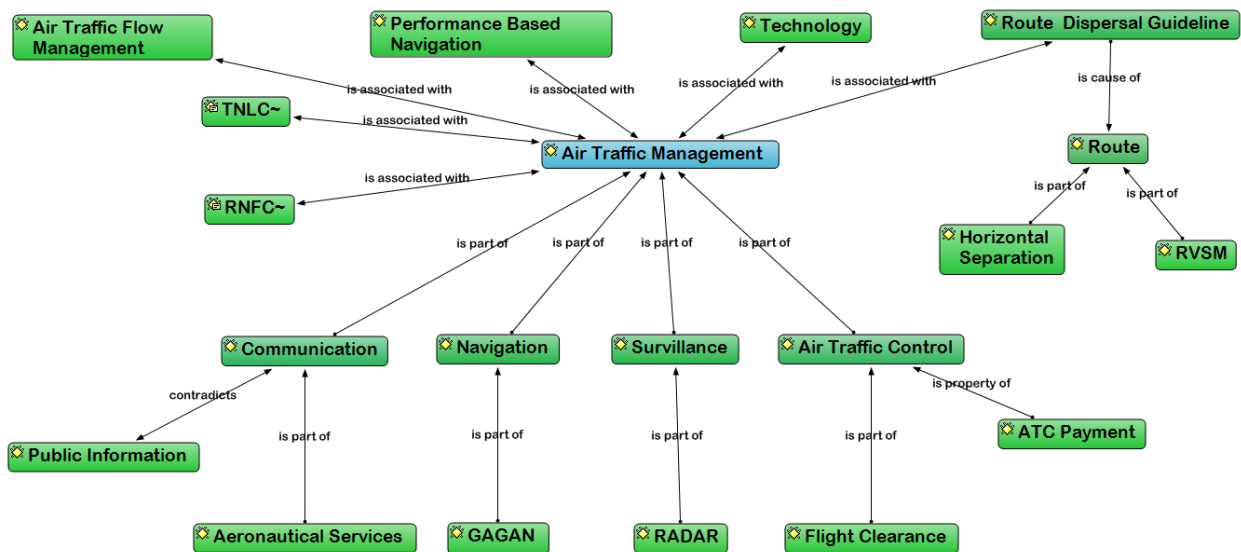 Air Traffic Flow
Management
Performance Based
Navigation
Technology
Route Dispersal Guideline
is associated with
is associated with
is associated with
is associated with
is cause of
TNLC~
is associated with
Air Traffic Management
Route
is associated with
RNFC~
is part of
is part of
Horizontal
Separation
RVSM
is part of
is part of
is part of
is part of
Communication
Navigation
Survillance
Air Traffic Control
contradicts
is property of
Public Information
is part of
is part of
is part of
is part of
ATC Payment
Aeronautical Services
GAGAN
RADAR
Flight Clearance